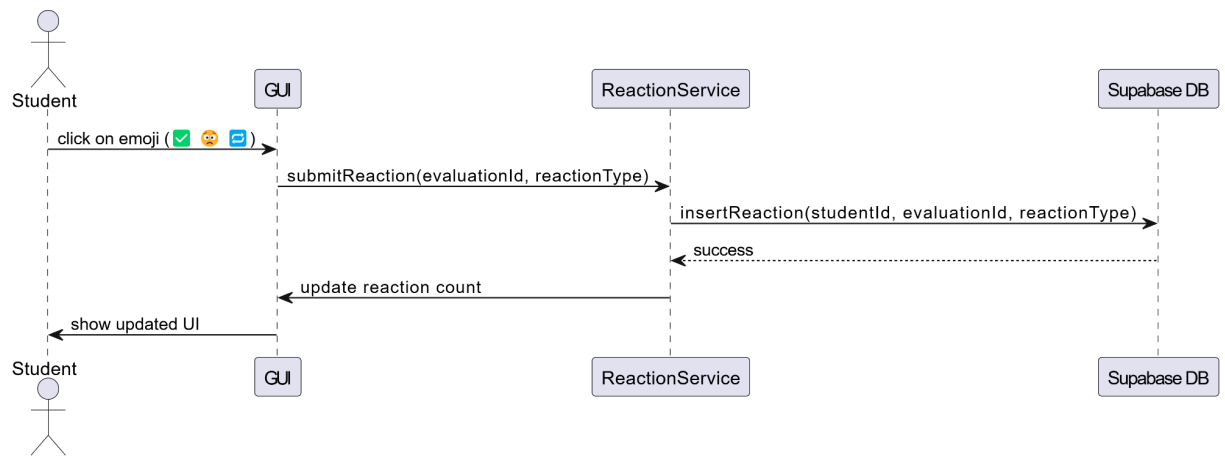 Student
GUI
ReactionService
Supabase DB
click on emoji (✅ 😳 🔁)
submitReaction(evaluationId, reactionType)
insertReaction(studentId, evaluationId, reactionType)
success
update reaction count
show updated UI
Student
GUI
ReactionService
Supabase DB